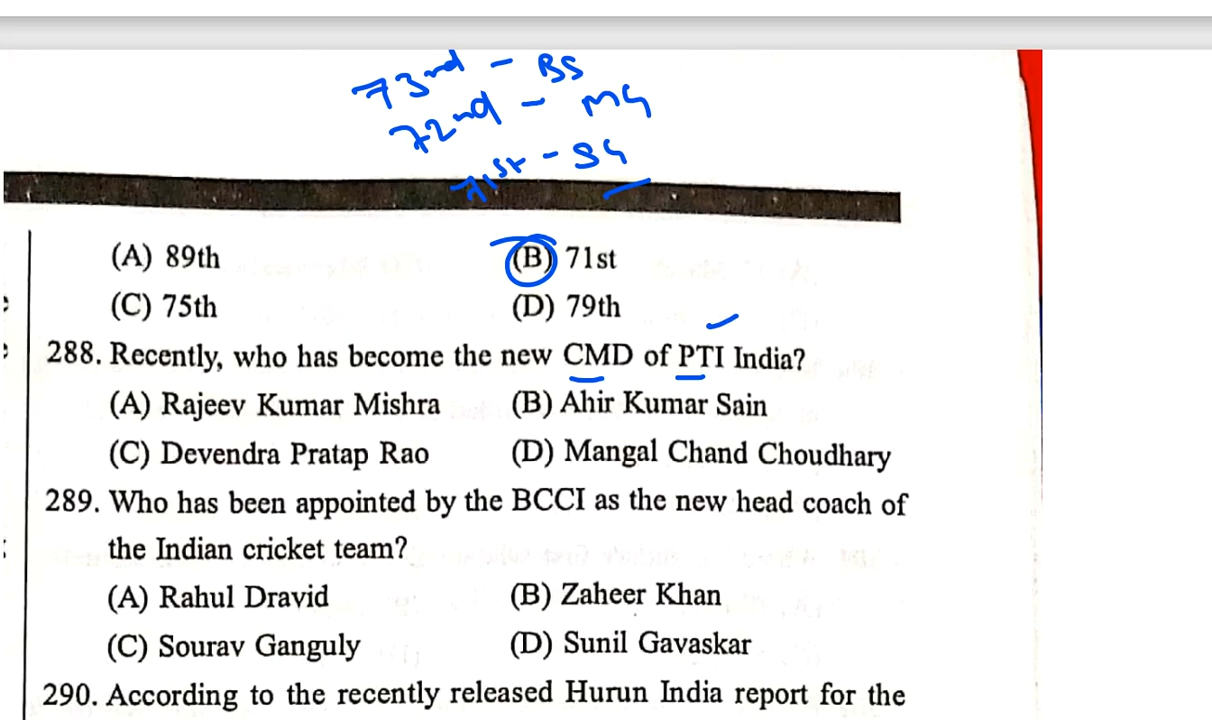 73rd - BS
72nd - MG
71st - SG
(A) 89th (B) 71st
(C) 75th (D) 79th
288. Recently, who has become the new CMD of PTI India?
(A) Rajeev Kumar Mishra (B) Ahir Kumar Sain
(C) Devendra Pratap Rao (D) Mangal Chand Choudhary
289. Who has been appointed by the BCCI as the new head coach of
the Indian cricket team?
(A) Rahul Dravid (B) Zaheer Khan
(C) Sourav Ganguly (D) Sunil Gavaskar
290. According to the recently released Hurun India report for the